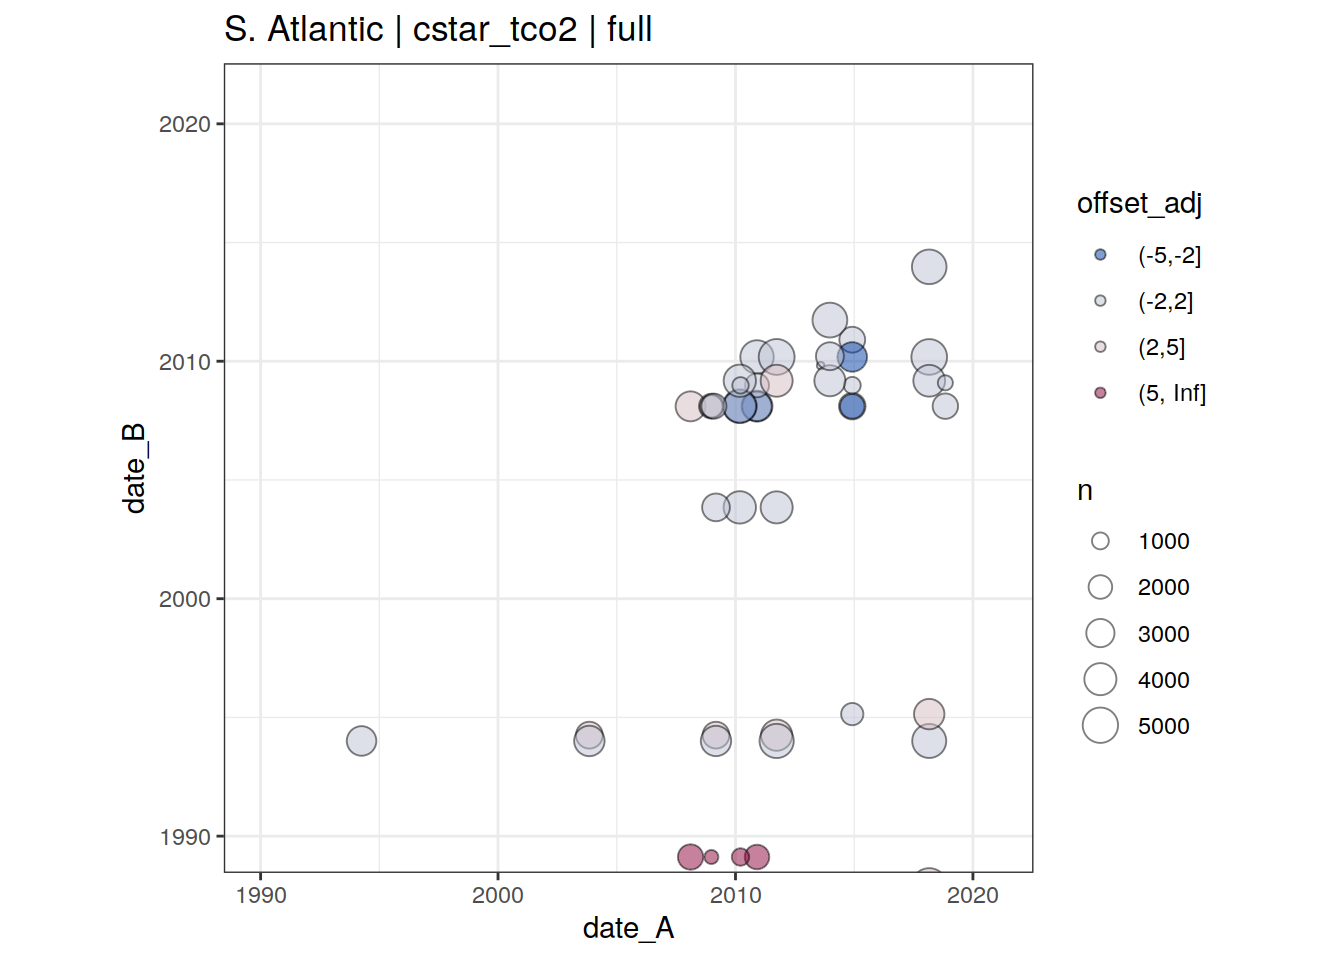 S. Atlantic | cstar_tco2 | full
2020
2010
2000
1990
date_B
1990
2000
2010
2020
date_A
offset_adj
(-5,-2]
(-2,2]
(2,5]
(5, Inf]
n
1000
2000
3000
4000
5000